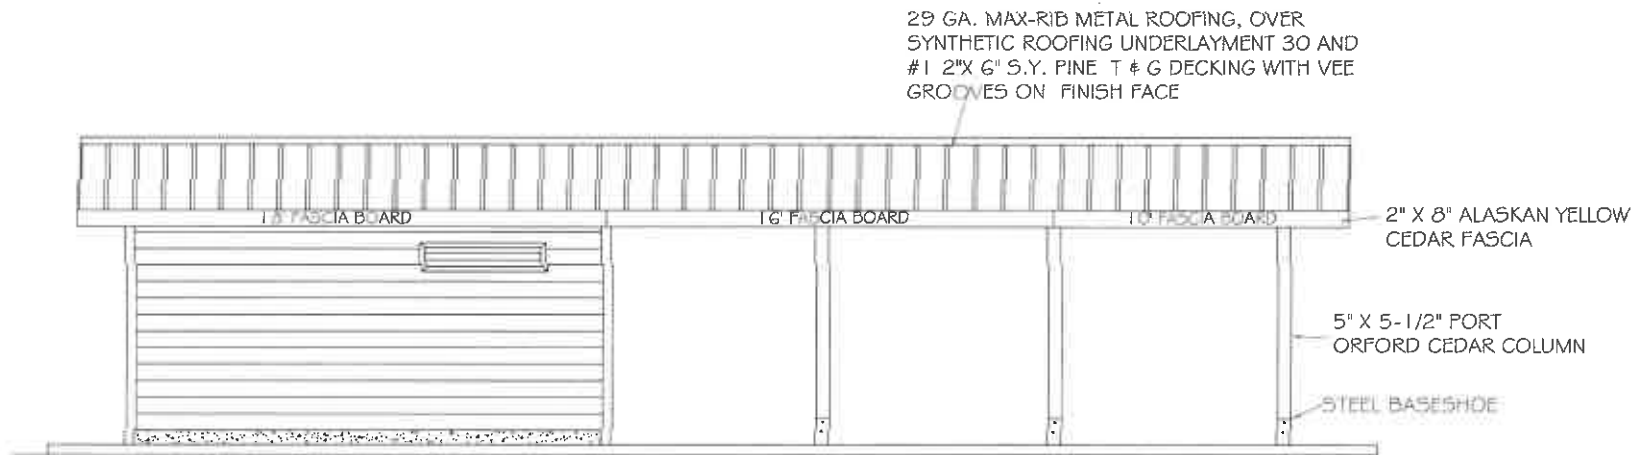 29 GA. MAX-RIB METAL ROOFING, OVER
SYNTHETIC ROOFING UNDERLAYMENT 30 AND
#1 2"X 6" S.Y. PINE T & G DECKING WITH VEE
GROOVES ON FINISH FACE
18' FASCIA BOARD
16' FASCIA BOARD
10' FASCIA BOARD
2" X 8" ALASKAN YELLOW
CEDAR FASCIA
5" X 5-1/2" PORT
ORFORD CEDAR COLUMN
STEEL BASESHOE